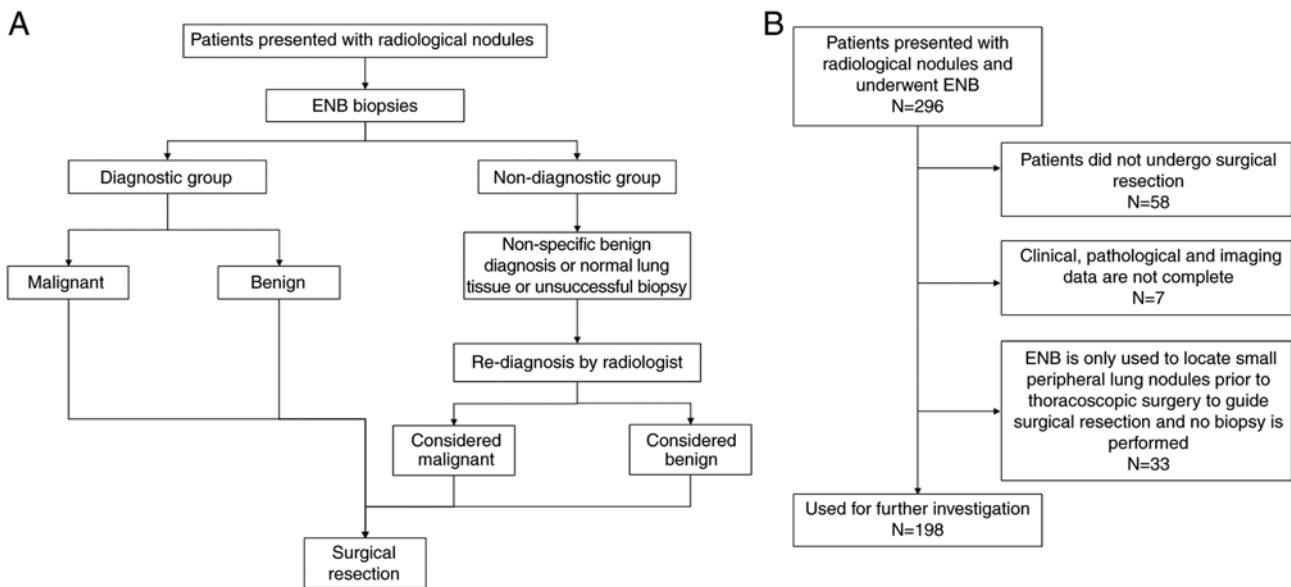 A
Patients presented with radiological nodules
ENB biopsies
Diagnostic group
Non-diagnostic group
Malignant
Benign
Non-specific benign
diagnosis or normal lung
tissue or unsuccessful biopsy
Re-diagnosis by radiologist
Considered
malignant
Considered
benign
Surgical
resection
B
Patients presented with
radiological nodules and
underwent ENB
N=296
Patients did not undergo surgical
resection
N=58
Clinical, pathological and imaging
data are not complete
N=7
ENB is only used to locate small
peripheral lung nodules prior to
thoracoscopic surgery to guide
surgical resection and no biopsy is
performed
N=33
Used for further investigation
N=198